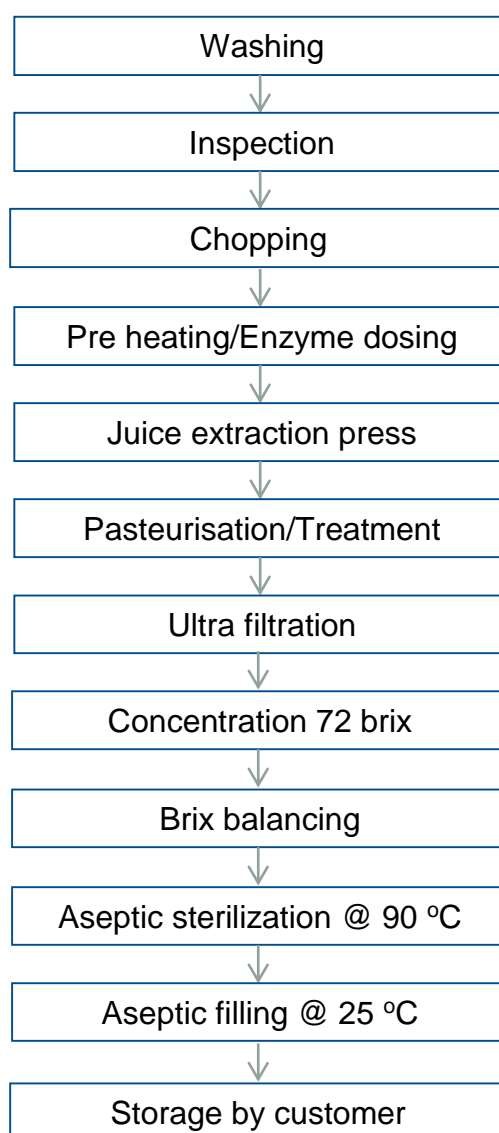 Washing
Inspection
Chopping
Pre heating/Enzyme dosing
Juice extraction press
Pasteurisation/Treatment
Ultra filtration
Concentration 72 brix
Brix balancing
Aseptic sterilization @ 90 ºC
Aseptic filling @ 25 ºC
Storage by customer